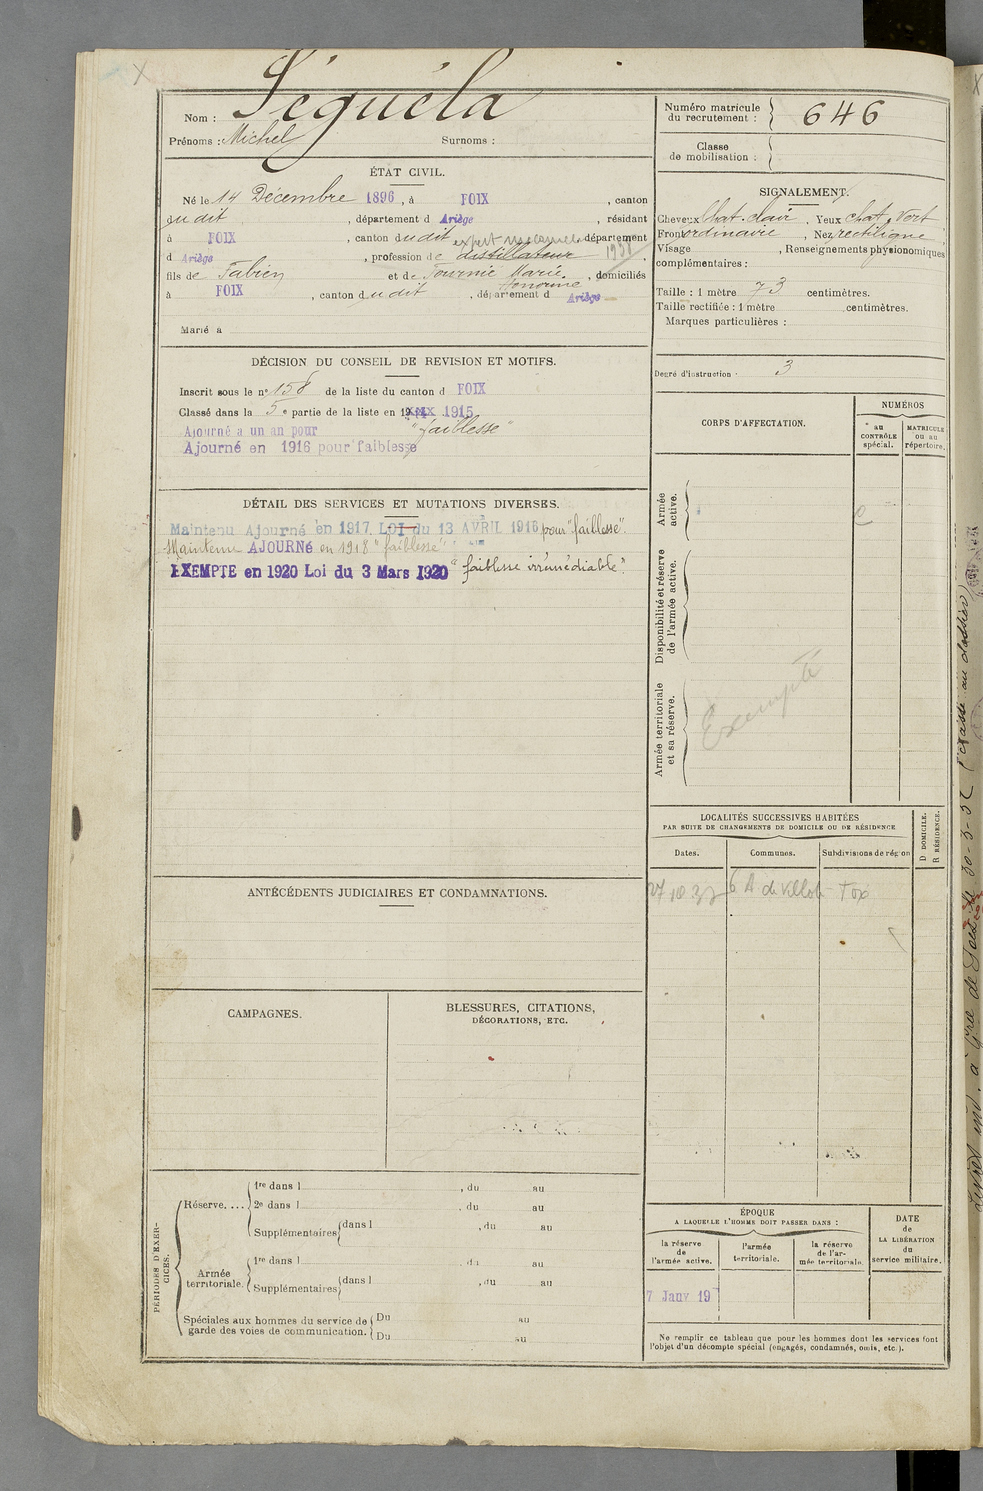 Nom : Séguéla
Prénoms : Michel Surnoms :
Numéro matricule du recrutement : 646
Classe de mobilisation :
ÉTAT CIVIL.
Né le 14 Décembre 1896, à FOIX, canton
dudit, département d Ariège, résidant
à FOIX, canton dudit expert département
d Ariège, profession de distillateur 1938
fils de Fabien et de Marie Honorine, domiciliés
à FOIX, canton dudit, département d Ariège
Marié à
SIGNALEMENT.
Cheveux Chat. clair, Yeux chat. Vert
Front ordinaire, Nez rectiligne
Visage , Renseignements physionomiques
complémentaires :
Taille : 1 mètre 73 centimètres.
Taille rectifiée : 1 mètre centimètres.
Marques particulières :
Degré d'instruction : 3
DÉCISION DU CONSEIL DE REVISION ET MOTIFS.
Inscrit sous le n° 158 de la liste du canton d FOIX
Classé dans la 5e partie de la liste en 19 1915
Ajourné à un an pour "faiblesse"
Ajourné en 1916 pour faiblesse
DÉTAIL DES SERVICES ET MUTATIONS DIVERSES.
Maintenu Ajourné en 1917 LOI du 13 AVRIL 1916 pour "faiblesse".
Maintenu AJOURNé en 1918 "faiblesse"
EXEMPTE en 1920 Loi du 3 Mars 1920 "faiblesse irrémédiable".
CORPS D'AFFECTATION.
NUMÉROS
au CONTRÔLE spécial.
MATRICULE ou au répertoire.
Armée active.
Disponibilité et réserve de l'armée active.
Armée territoriale et sa réserve.
Exempté
LOCALITÉS SUCCESSIVES HABITÉES
PAR SUITE DE CHANGEMENTS DE DOMICILE OU DE RÉSIDENCE
Dates.
Communes.
Subdivisions de région
D DOMICILE.
R RÉSIDENCE.
27 10 37
ANTÉCÉDENTS JUDICIAIRES ET CONDAMNATIONS.
CAMPAGNES.
BLESSURES, CITATIONS,
DÉCORATIONS, ETC.
PÉRIODES D'EXERCICES.
Réserve....
1re dans l , du au
2e dans l , du au
Supplémentaires dans l , du au
Armée territoriale.
1re dans l , du au
Supplémentaires dans l , du au
Spéciales aux hommes du service de garde des voies de communication.
Du au
Du au
ÉPOQUE
A LAQUELLE L'HOMME DOIT PASSER DANS :
la réserve de l'armée active.
l'armée territoriale.
la réserve de l'armée territoriale.
DATE de LA LIBÉRATION du service militaire.
7 Janv 19
Ne remplir ce tableau que pour les hommes dont les services font
l'objet d'un décompte spécial (engagés, condamnés, omis, etc.).